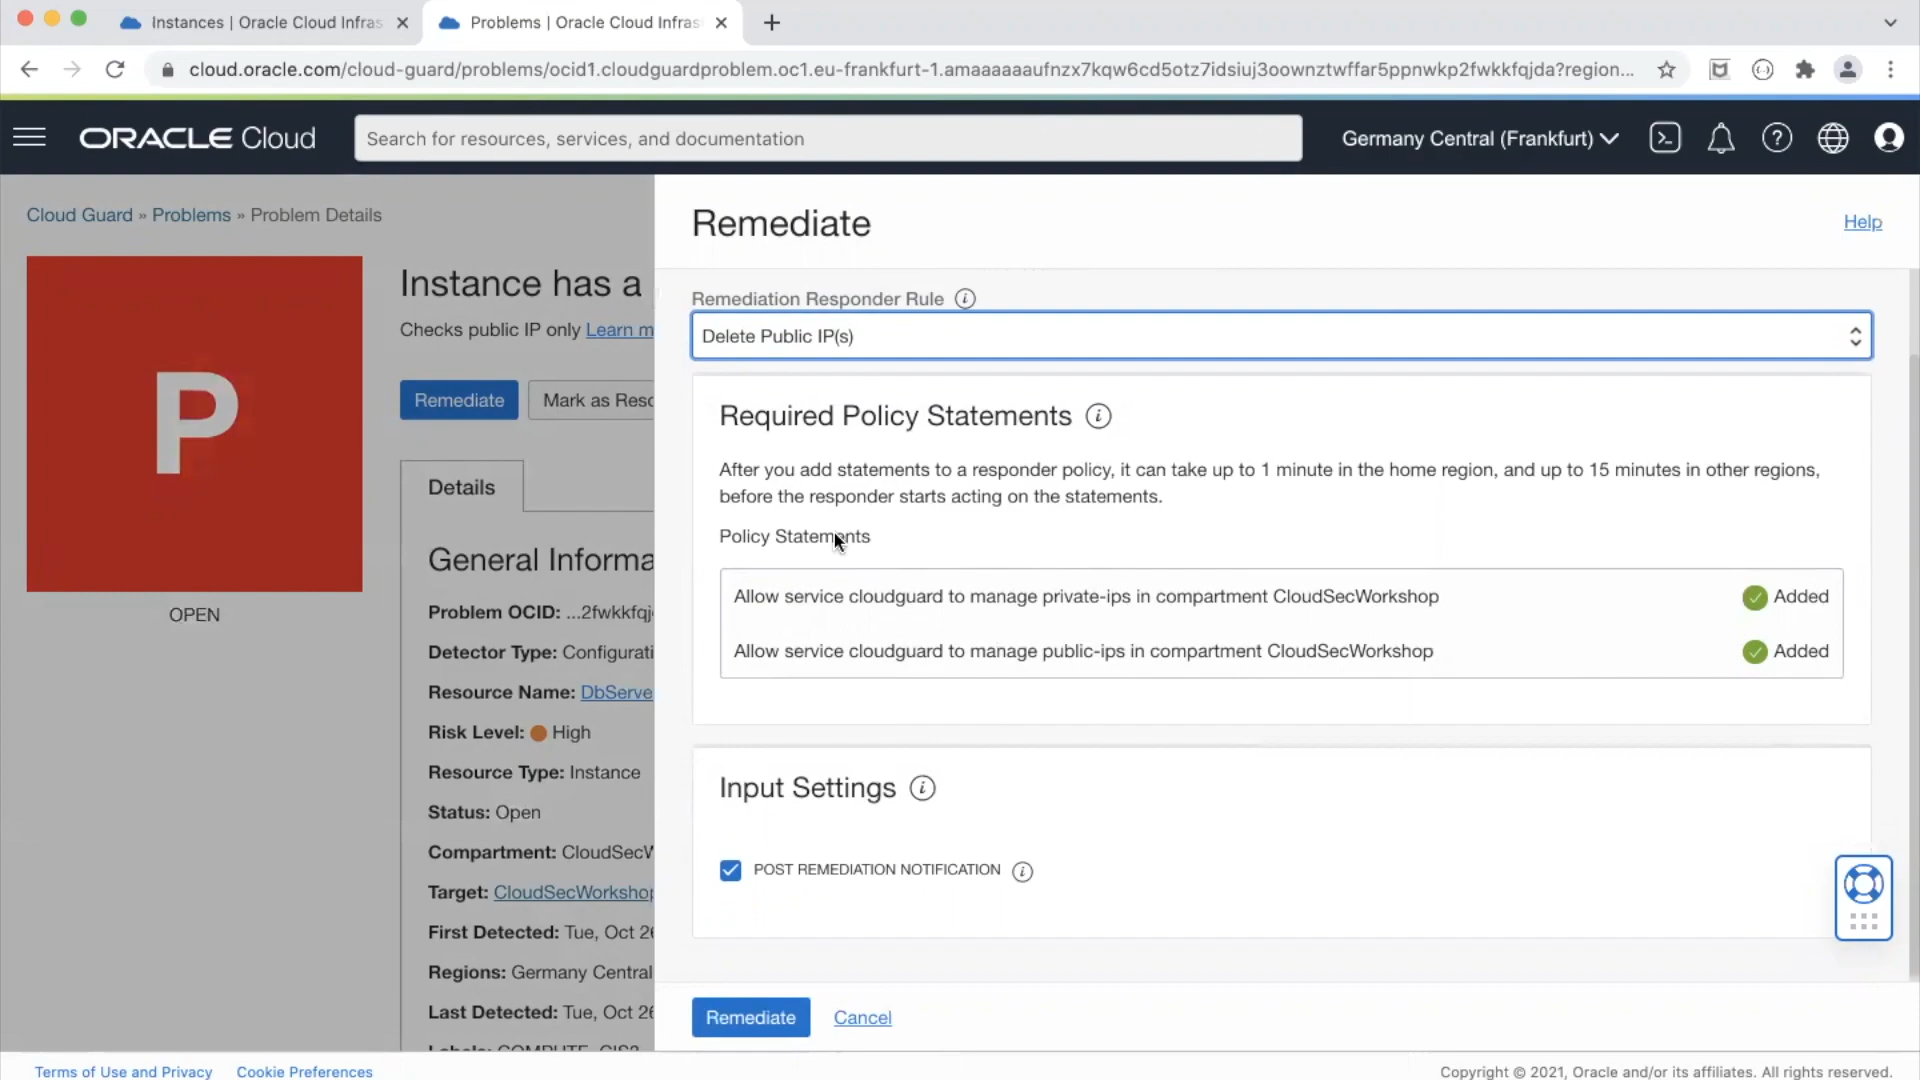 Instances | Oracle Cloud Infras
Problems | Oracle Cloud Infras
cloud.oracle.com/cloud-guard/problems/ocid1.cloudguardproblem.oc1.eu-frankfurt-1.amaaaaaaufnzx7kqw6cd5otz7idsiuj3oownztwffar5ppnwkp2fwkkfqjda?region...
ORACLE Cloud
Search for resources, services, and documentation
Germany Central (Frankfurt)
Cloud Guard » Problems » Problem Details
P
OPEN
Instance has a
Checks public IP only Learn m
Remediate
Mark as Reso
Details
General Informa
Problem OCID: ...2fwkkfqj
Detector Type: Configurati
Resource Name: DbServe
Risk Level: High
Resource Type: Instance
Status: Open
Compartment: CloudSecW
Target: CloudSecWorkshop
First Detected: Tue, Oct 26
Regions: Germany Central
Last Detected: Tue, Oct 26
Labels: COMPUTE, CIS3
Remediate
Help
Remediation Responder Rule
Delete Public IP(s)
Required Policy Statements
After you add statements to a responder policy, it can take up to 1 minute in the home region, and up to 15 minutes in other regions,
before the responder starts acting on the statements.
Policy Statements
Allow service cloudguard to manage private-ips in compartment CloudSecWorkshop
Added
Allow service cloudguard to manage public-ips in compartment CloudSecWorkshop
Added
Input Settings
POST REMEDIATION NOTIFICATION
Remediate
Cancel
Terms of Use and Privacy
Cookie Preferences
Copyright © 2021, Oracle and/or its affiliates. All rights reserved.